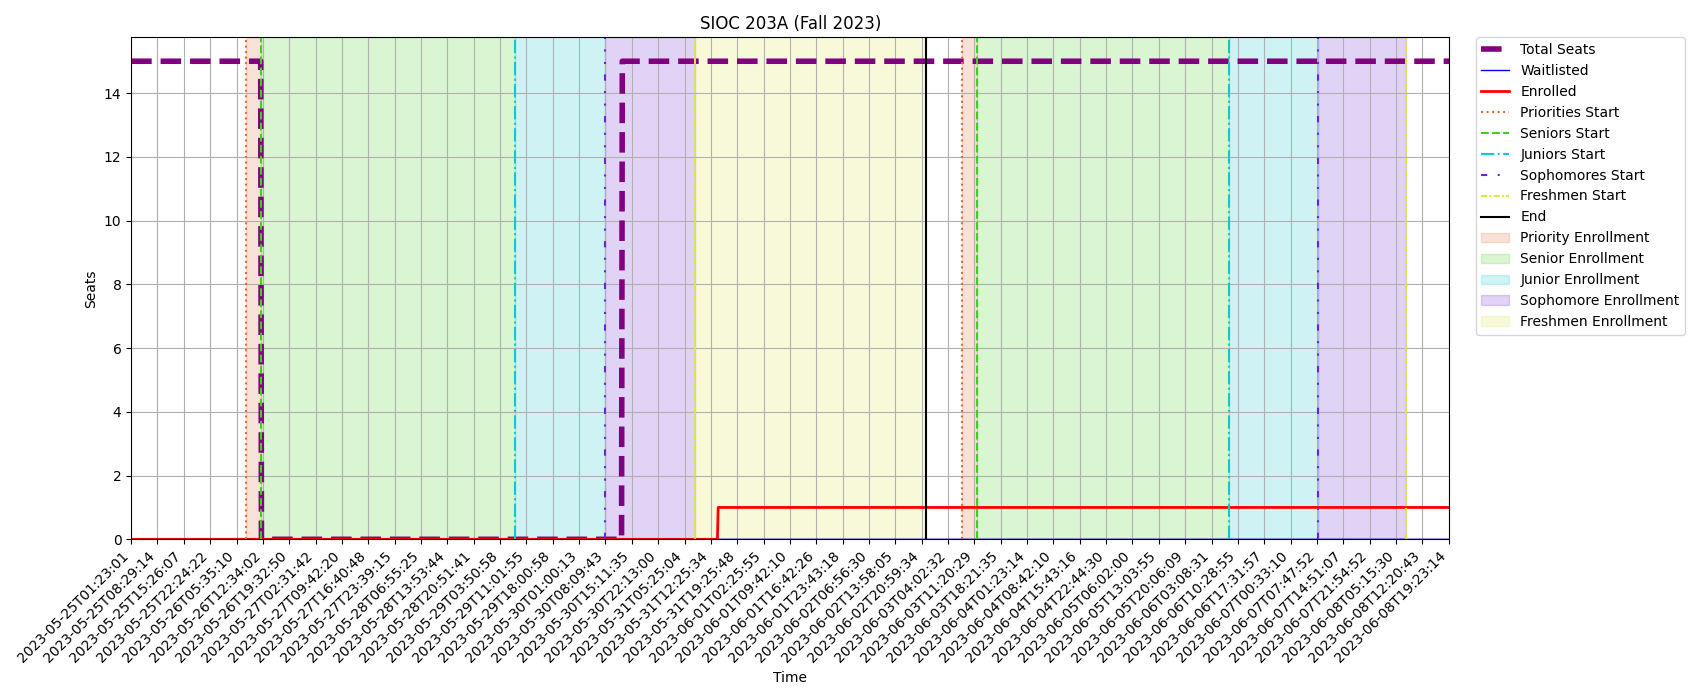 SIOC 203A (Fall 2023)
Seats
0
2
4
6
8
10
12
14
2023-05-25T01:23:01
2023-05-25T08:29:14
2023-05-25T15:26:07
2023-05-25T22:24:22
2023-05-26T05:35:10
2023-05-26T12:34:02
2023-05-26T19:32:50
2023-05-27T02:31:42
2023-05-27T09:42:20
2023-05-27T16:40:48
2023-05-27T23:39:15
2023-05-28T06:55:25
2023-05-28T13:53:44
2023-05-28T20:51:41
2023-05-29T03:50:58
2023-05-29T11:01:55
2023-05-29T18:00:58
2023-05-30T01:00:13
2023-05-30T08:09:43
2023-05-30T15:11:35
2023-05-30T22:13:00
2023-05-31T05:25:04
2023-05-31T12:25:34
2023-05-31T19:25:48
2023-06-01T02:25:55
2023-06-01T09:42:10
2023-06-01T16:42:26
2023-06-01T23:43:18
2023-06-02T06:56:30
2023-06-02T13:58:05
2023-06-02T20:59:34
2023-06-03T04:02:32
2023-06-03T11:20:29
2023-06-03T18:21:35
2023-06-04T01:23:14
2023-06-04T08:42:10
2023-06-04T15:43:16
2023-06-04T22:44:30
2023-06-05T06:02:00
2023-06-05T13:03:55
2023-06-05T20:06:09
2023-06-06T03:08:31
2023-06-06T10:28:55
2023-06-06T17:31:57
2023-06-07T00:33:10
2023-06-07T07:47:52
2023-06-07T14:51:07
2023-06-07T21:54:52
2023-06-08T05:15:30
2023-06-08T12:20:43
2023-06-08T19:23:14
Time
Total Seats
Waitlisted
Enrolled
Priorities Start
Seniors Start
Juniors Start
Sophomores Start
Freshmen Start
End
Priority Enrollment
Senior Enrollment
Junior Enrollment
Sophomore Enrollment
Freshmen Enrollment